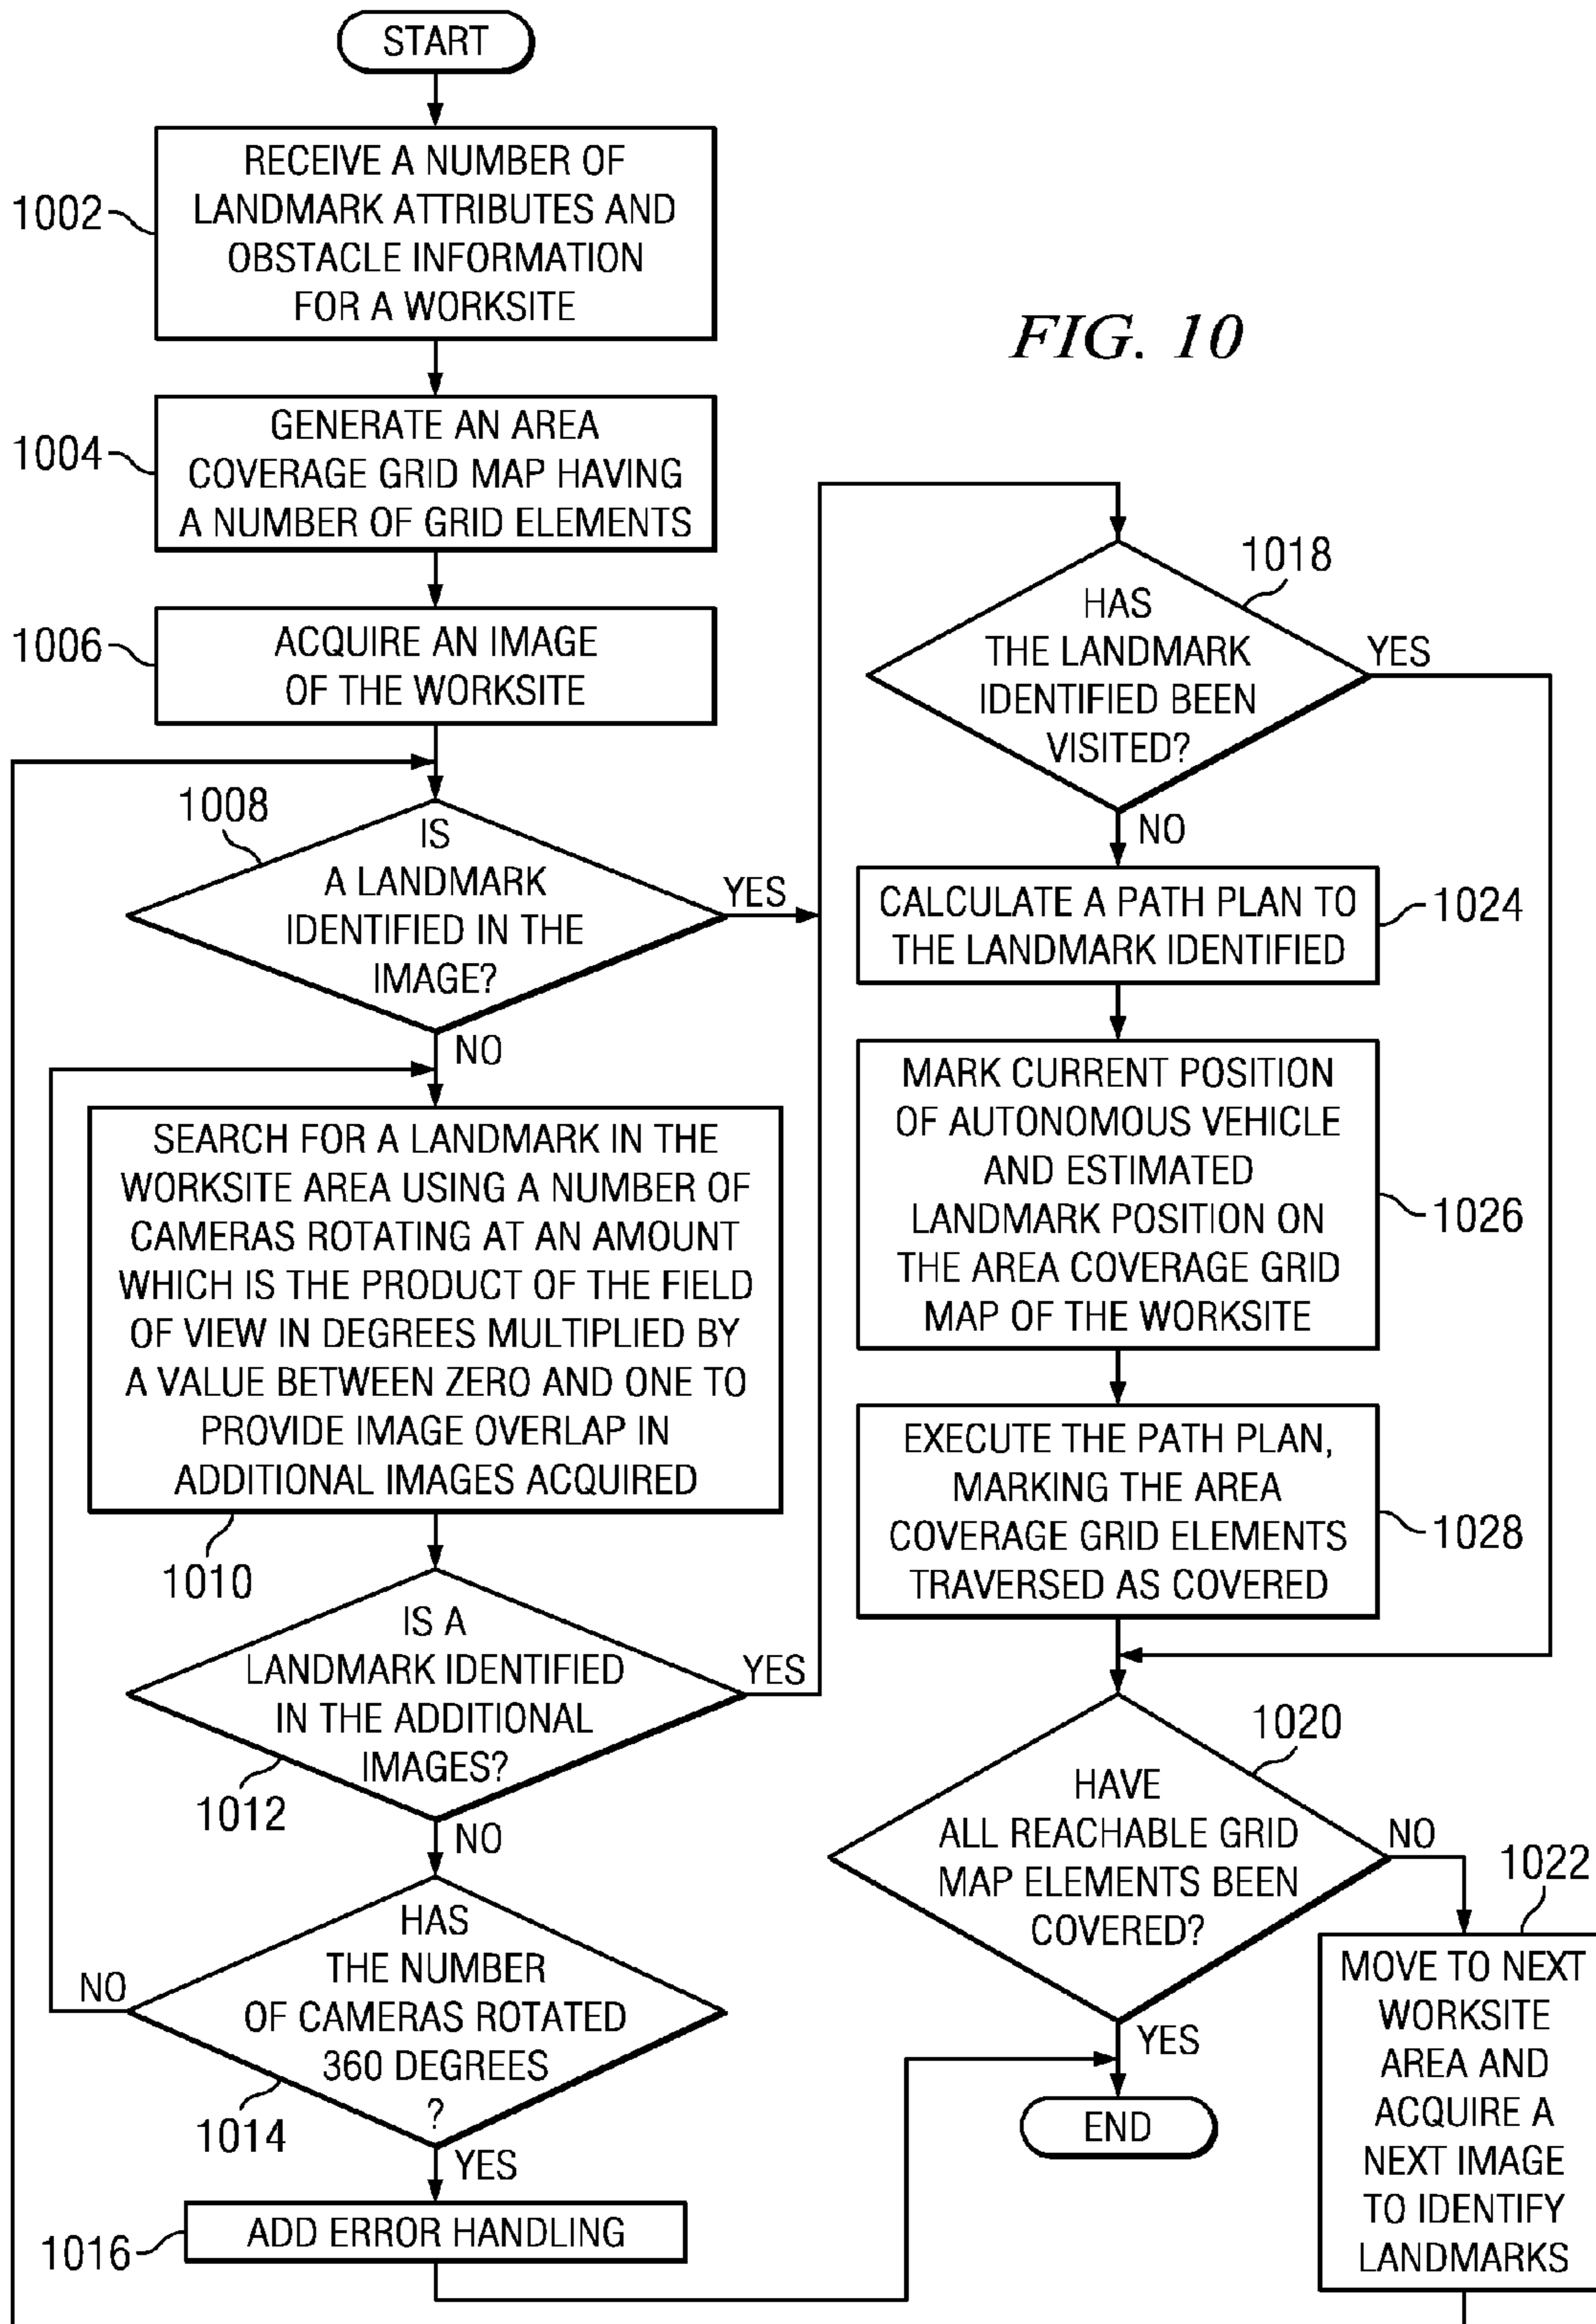 START
1002
RECEIVE A NUMBER OF
LANDMARK ATTRIBUTES AND
OBSTACLE INFORMATION
FOR A WORKSITE
FIG. 10
1004
GENERATE AN AREA
COVERAGE GRID MAP HAVING
A NUMBER OF GRID ELEMENTS
1006
ACQUIRE AN IMAGE
OF THE WORKSITE
1008
IS
A LANDMARK
IDENTIFIED IN THE
IMAGE?
YES
NO
SEARCH FOR A LANDMARK IN THE
WORKSITE AREA USING A NUMBER OF
CAMERAS ROTATING AT AN AMOUNT
WHICH IS THE PRODUCT OF THE FIELD
OF VIEW IN DEGREES MULTIPLIED BY
A VALUE BETWEEN ZERO AND ONE TO
PROVIDE IMAGE OVERLAP IN
ADDITIONAL IMAGES ACQUIRED
1010
IS A
LANDMARK IDENTIFIED
IN THE ADDITIONAL
IMAGES?
YES
1012
NO
HAS
THE NUMBER
OF CAMERAS ROTATED
360 DEGREES
?
NO
1014
YES
ADD ERROR HANDLING
1016
1018
HAS
THE LANDMARK
IDENTIFIED BEEN
VISITED?
YES
NO
CALCULATE A PATH PLAN TO
THE LANDMARK IDENTIFIED
1024
MARK CURRENT POSITION
OF AUTONOMOUS VEHICLE
AND ESTIMATED
LANDMARK POSITION ON
THE AREA COVERAGE GRID
MAP OF THE WORKSITE
1026
EXECUTE THE PATH PLAN,
MARKING THE AREA
COVERAGE GRID ELEMENTS
TRAVERSED AS COVERED
1028
1020
HAVE
ALL REACHABLE GRID
MAP ELEMENTS BEEN
COVERED?
NO
YES
END
1022
MOVE TO NEXT
WORKSITE
AREA AND
ACQUIRE A
NEXT IMAGE
TO IDENTIFY
LANDMARKS